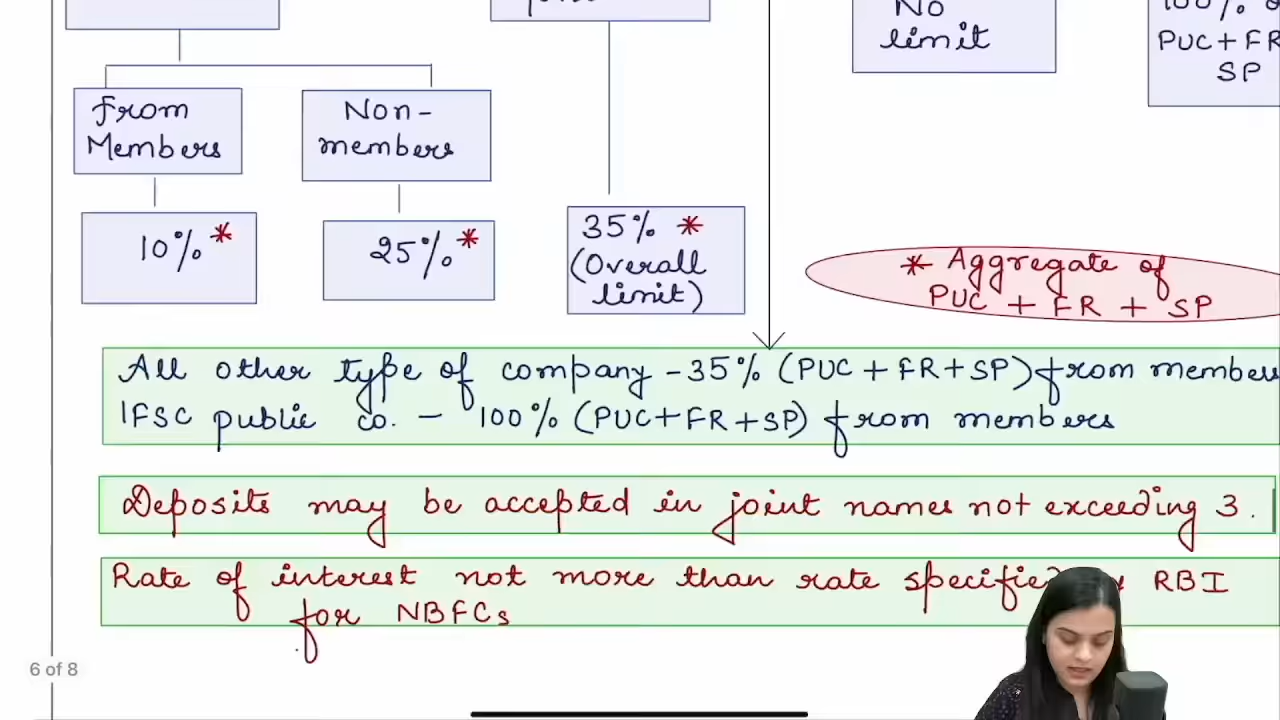 No
limit
100%
PUC + FR
SP
From
Members
Non-
members
10% *
25% *
35% *
(Overall
limit)
* Aggregate of
PUC + FR + SP
All other type of company - 35% (PUC + FR + SP) from members
IFSC public co. - 100% (PUC + FR + SP) from members
Deposits may be accepted in joint names not exceeding 3.
Rate of interest not more than rate RBI
for NBFCs
6 of 8